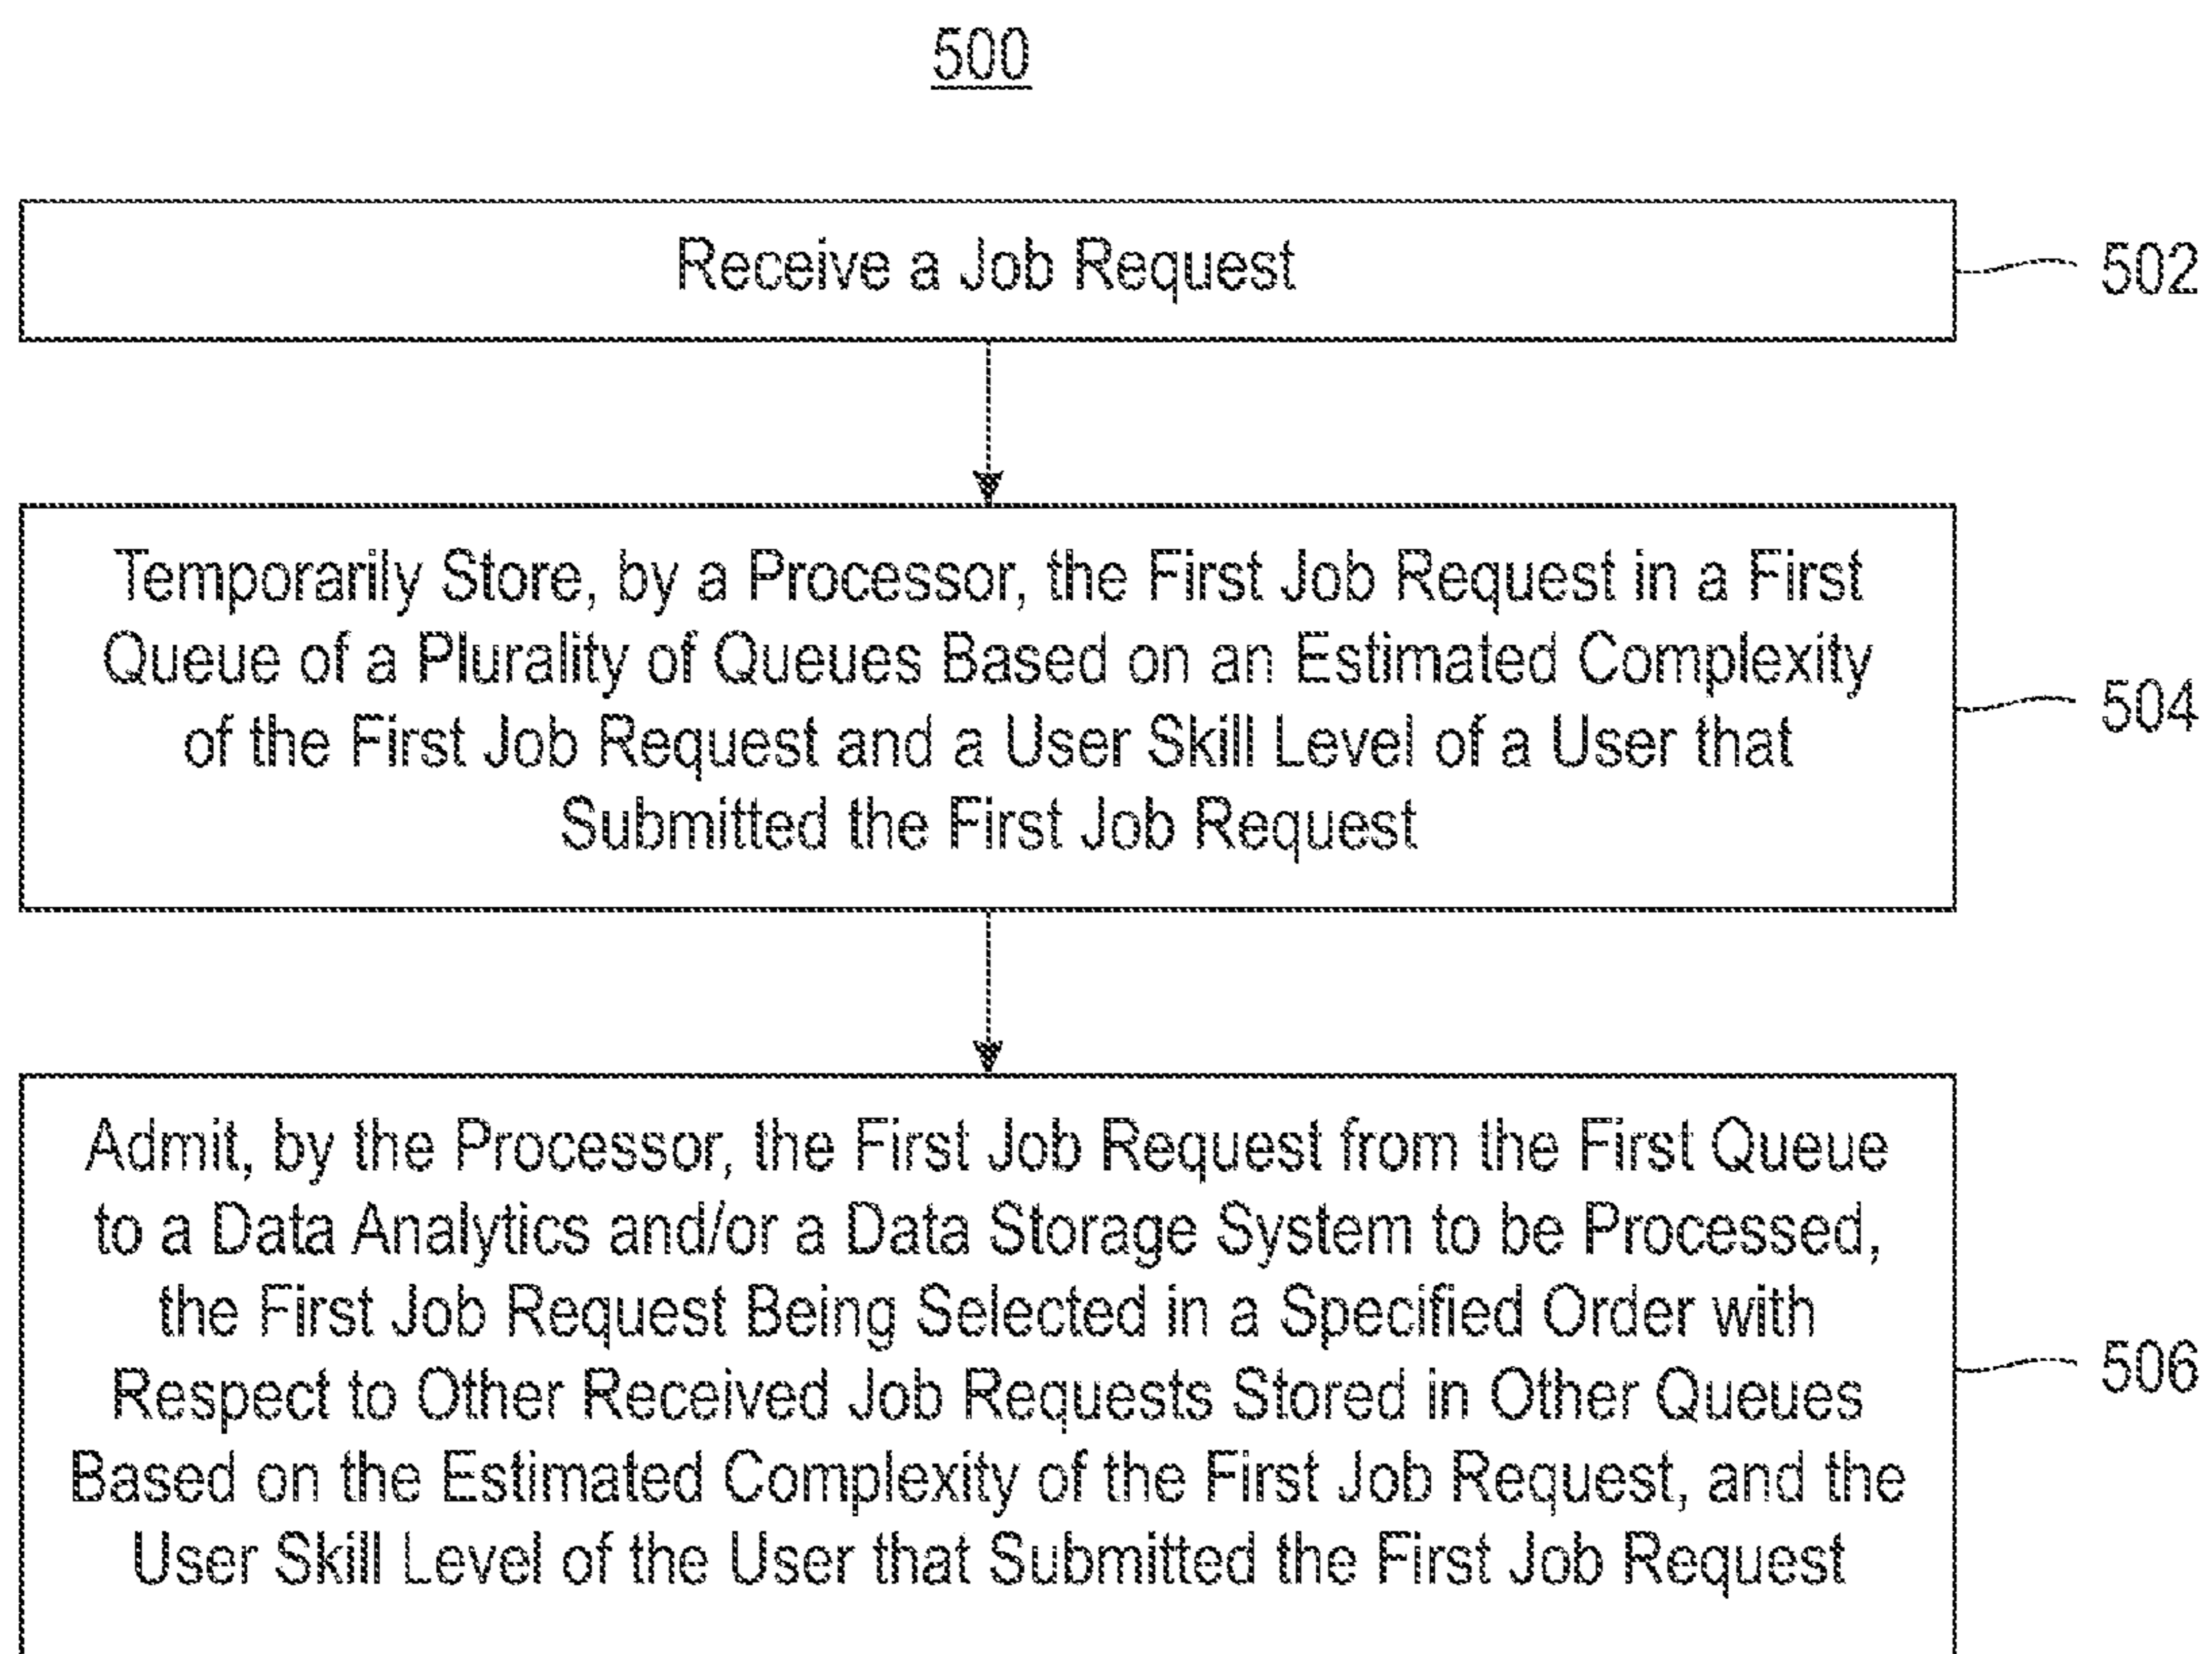 500
Receive a Job Request
502
Temporarily Store, by a Processor, the First Job Request in a First
Queue of a Plurality of Queues Based on an Estimated Complexity
of the First Job Request and a User Skill Level of a User that
Submitted the First Job Request
504
Admit, by the Processor, the First Job Request from the First Queue
to a Data Analytics and/or a Data Storage System to be Processed,
the First Job Request Being Selected in a Specified Order with
Respect to Other Received Job Requests Stored in Other Queues
Based on the Estimated Complexity of the First Job Request, and the
User Skill Level of the User that Submitted the First Job Request
506